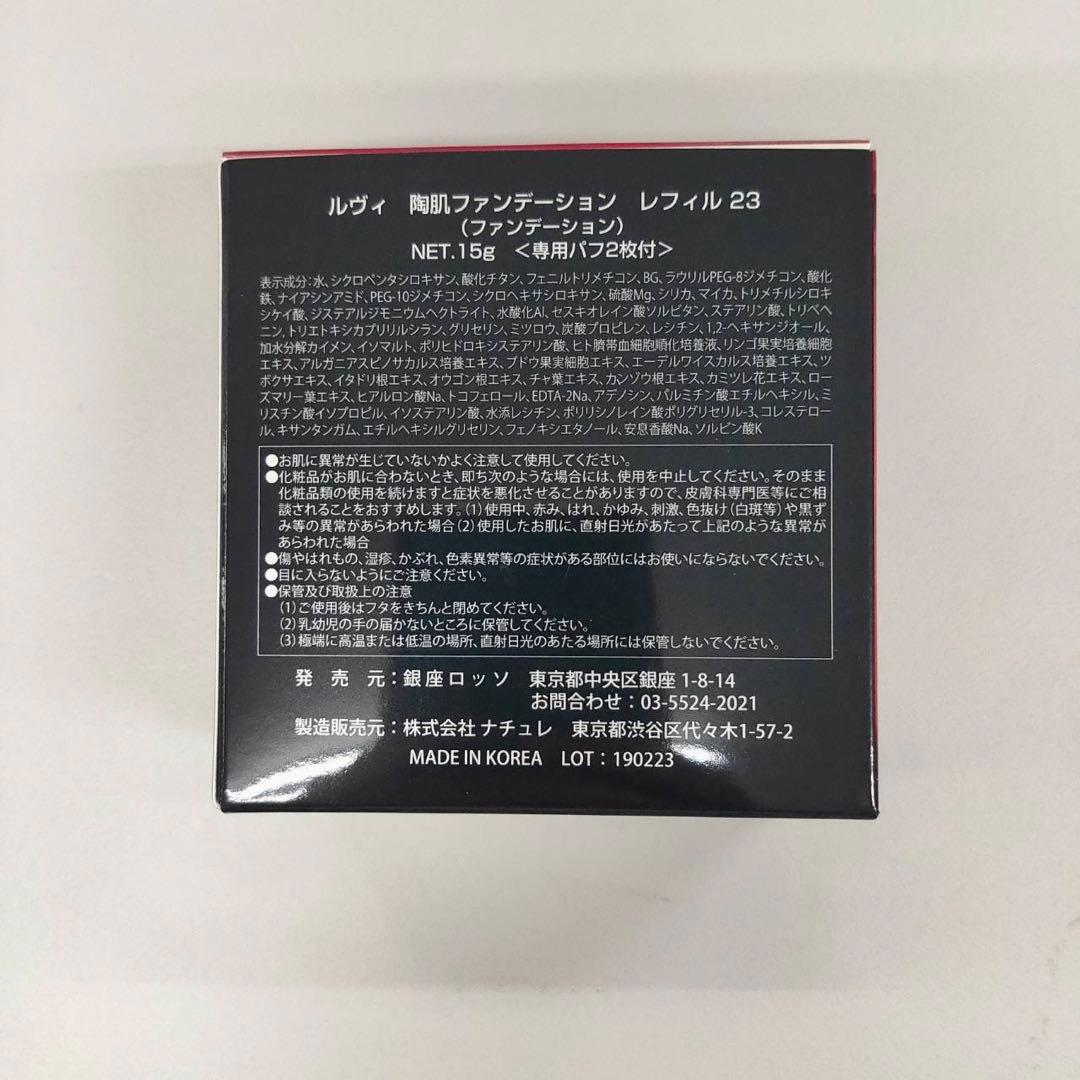 ルヴィ　陶肌ファンデーション　レフィル 23
（ファンデーション）
NET.15g　＜専用パフ2枚付＞
表示成分：水、シクロペンタシロキサン、酸化チタン、フェニルトリメチコン、BG、ラウリルPEG-8ジメチコン、酸化
鉄、ナイアシンアミド、PEG-10ジメチコン、シクロヘキサシロキサン、硫酸Mg、シリカ、マイカ、トリメチルシロキ
シケイ酸、ジステアルジモニウムヘクトライト、水酸化Al、セスキオレイン酸ソルビタン、ステアリン酸、トリベヘ
ニン、トリエトキシカプリリルシラン、グリセリン、ミツロウ、炭酸プロピレン、レシチン、1,2-ヘキサンジオール、
加水分解カイメン、イソマルト、ポリヒドロキシステアリン酸、ヒト臍帯血細胞順化培養液、リンゴ果実培養細胞
エキス、アルガニアスピノサカルス培養エキス、ブドウ果実細胞エキス、エーデルワイスカルス培養エキス、ツ
ボクサエキス、イタドリ根エキス、オウゴン根エキス、チャ葉エキス、カンゾウ根エキス、カミツレ花エキス、ロー
ズマリー葉エキス、ヒアルロン酸Na、トコフェロール、EDTA-2Na、アデノシン、パルミチン酸エチルヘキシル、ミ
リスチン酸イソプロピル、イソステアリン酸、水添レシチン、ポリリシノレイン酸ポリグリセリル-3、コレステロー
ル、キサンタンガム、エチルヘキシルグリセリン、フェノキシエタノール、安息香酸Na、ソルビン酸K
●お肌に異常が生じていないかよく注意して使用してください。
●化粧品がお肌に合わないとき、即ち次のような場合には、使用を中止してください。そのまま
化粧品類の使用を続けますと症状を悪化させることがありますので、皮膚科専門医等にご相
談されることをおすすめします。（1）使用中、赤み、はれ、かゆみ、刺激、色抜け（白斑等）や黒ず
み等の異常があらわれた場合（2）使用したお肌に、直射日光があたって上記のような異常が
あらわれた場合
●傷やはれもの、湿疹、かぶれ、色素異常等の症状がある部位にはお使いにならないでください。
●目に入らないようにご注意ください。
●保管及び取扱上の注意
（1）ご使用後はフタをきちんと閉めてください。
（2）乳幼児の手の届かないところに保管してください。
（3）極端に高温または低温の場所、直射日光のあたる場所には保管しないでください。
発　売　元：銀座ロッソ　東京都中央区銀座 1-8-14
お問合わせ：03-5524-2021
製造販売元：株式会社ナチュレ　東京都渋谷区代々木1-57-2
MADE IN KOREA　LOT：190223